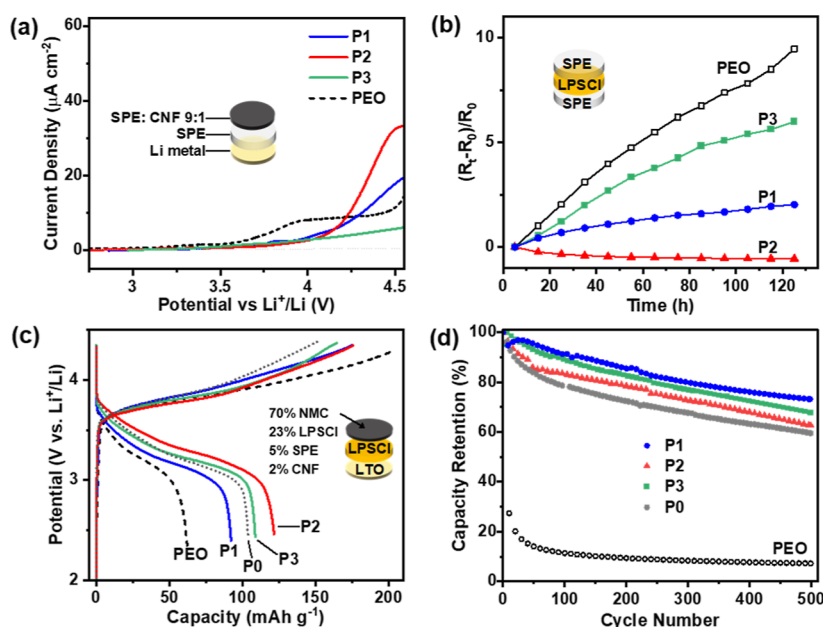 (a)
Current Density (μA cm⁻²)
60
40
20
0
3
4
4.5
Potential vs Li⁺/Li (V)
P1
P2
P3
PEO
SPE: CNF 9:1
SPE
Li metal
(b)
(Rₜ-R₀)/R₀
10
5
0
0
20
40
60
80
100
120
Time (h)
SPE
LPSCl
SPE
PEO
P3
P1
P2
(c)
Potential (V vs. Li⁺/Li)
4
3
2
0
50
100
150
200
Capacity (mAh g⁻¹)
70% NMC
23% LPSCl
5% SPE
2% CNF
LPSCl
LTO
PEO
P1
P0
P3
P2
(d)
Capacity Retention (%)
100
80
60
40
20
0
0
100
200
300
400
500
Cycle Number
P1
P2
P3
P0
PEO